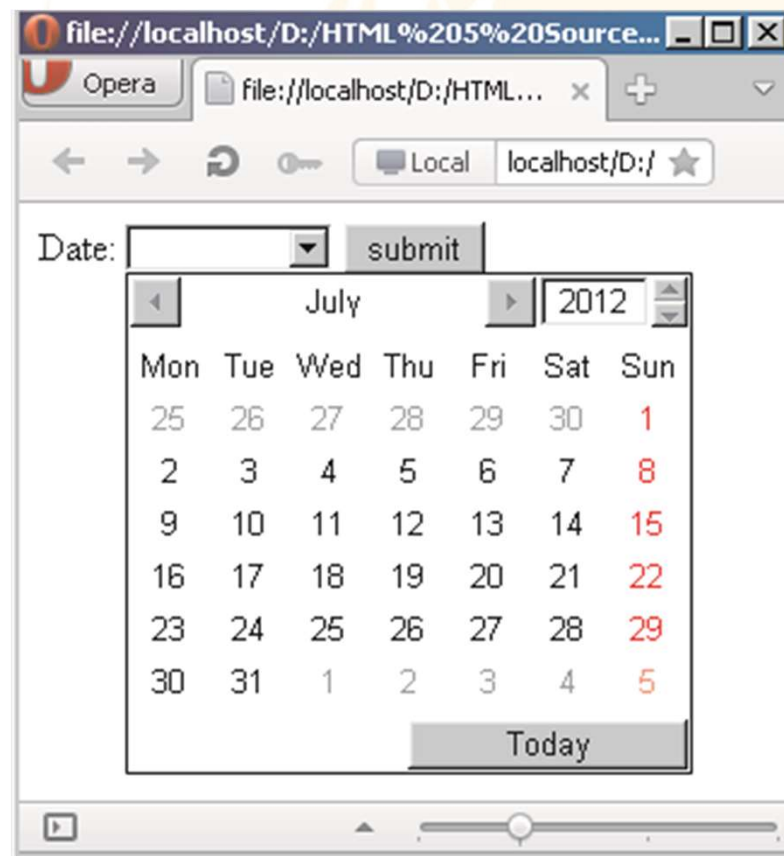 file://localhost/D:/HTML%205%20Source...
Opera file://localhost/D:/HTML...
Local localhost/D:/
Date: submit
July 2012
Mon Tue Wed Thu Fri Sat Sun
25 26 27 28 29 30 1
2 3 4 5 6 7 8
9 10 11 12 13 14 15
16 17 18 19 20 21 22
23 24 25 26 27 28 29
30 31 1 2 3 4 5
Today